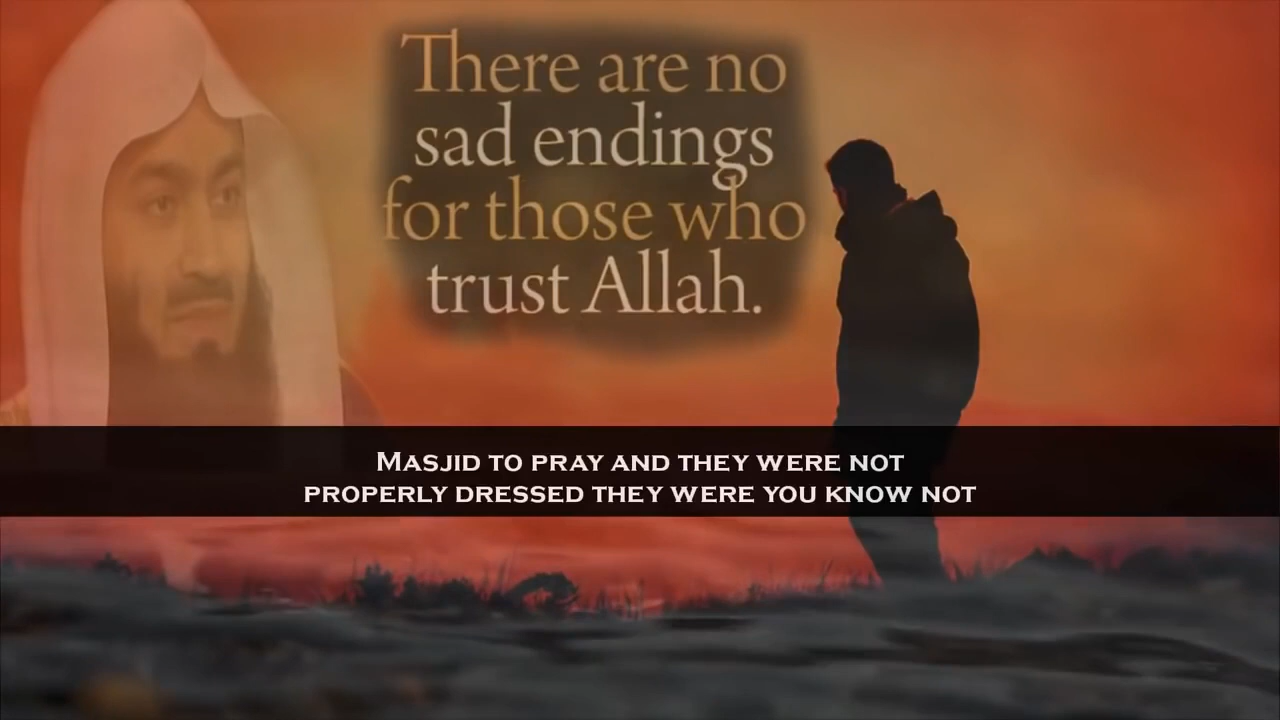 There are no
sad endings
for those who
trust Allah.
MASJID TO PRAY AND THEY WERE NOT
PROPERLY DRESSED THEY WERE YOU KNOW NOT